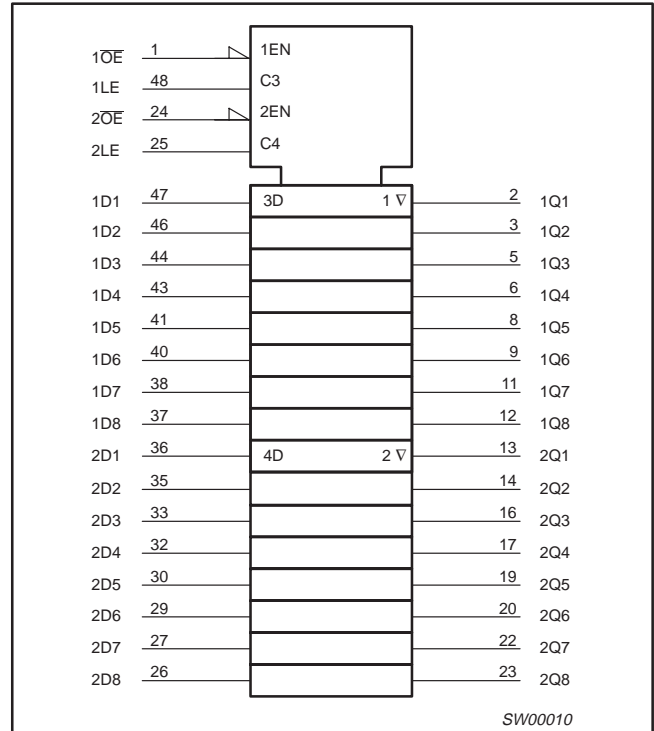 1O̅E̅ 1 1EN
1LE 48 C3
2O̅E̅ 24 2EN
2LE 25 C4
1D1 47 3D 1 ∇ 2 1Q1
1D2 46 3 1Q2
1D3 44 5 1Q3
1D4 43 6 1Q4
1D5 41 8 1Q5
1D6 40 9 1Q6
1D7 38 11 1Q7
1D8 37 12 1Q8
2D1 36 4D 2 ∇ 13 2Q1
2D2 35 14 2Q2
2D3 33 16 2Q3
2D4 32 17 2Q4
2D5 30 19 2Q5
2D6 29 20 2Q6
2D7 27 22 2Q7
2D8 26 23 2Q8
SW00010